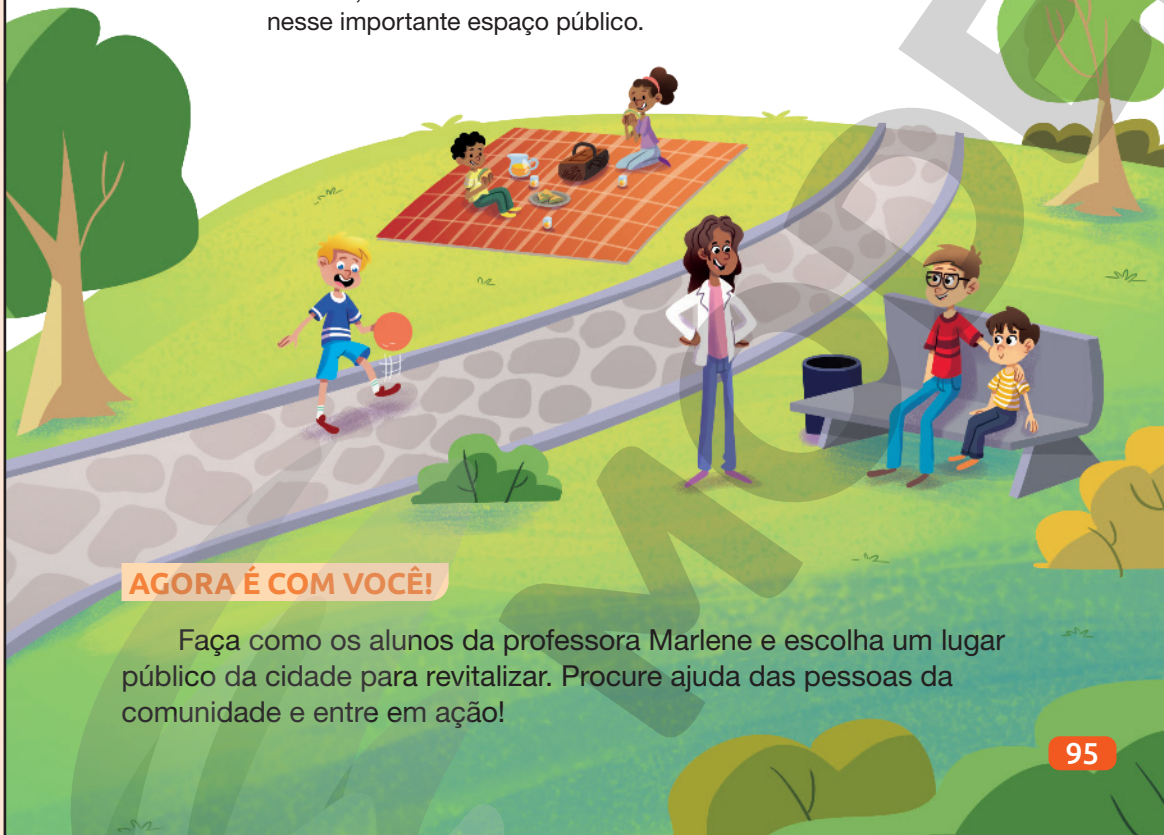 nesse importante espaço público.
AGORA É COM VOCÊ!
Faça como os alunos da professora Marlene e escolha um lugar
público da cidade para revitalizar. Procure ajuda das pessoas da
comunidade e entre em ação!
95